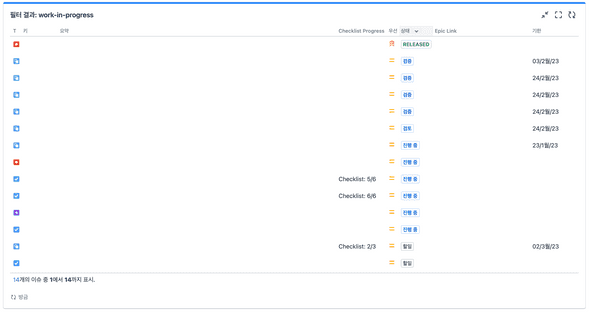 필터 결과: work-in-progress
T 키 요약 Checklist Progress 우선 상태 Epic Link 기한
RELEASED
검증 03/2월/23
검증 24/2월/23
검증 24/2월/23
검증 24/2월/23
검토 24/2월/23
진행 중 23/1월/23
진행 중
Checklist: 5/6 진행 중
Checklist: 6/6 진행 중
진행 중
진행 중
Checklist: 2/3 할일 02/3월/23
할일
14개의 이슈 중 1에서 14까지 표시.
방금